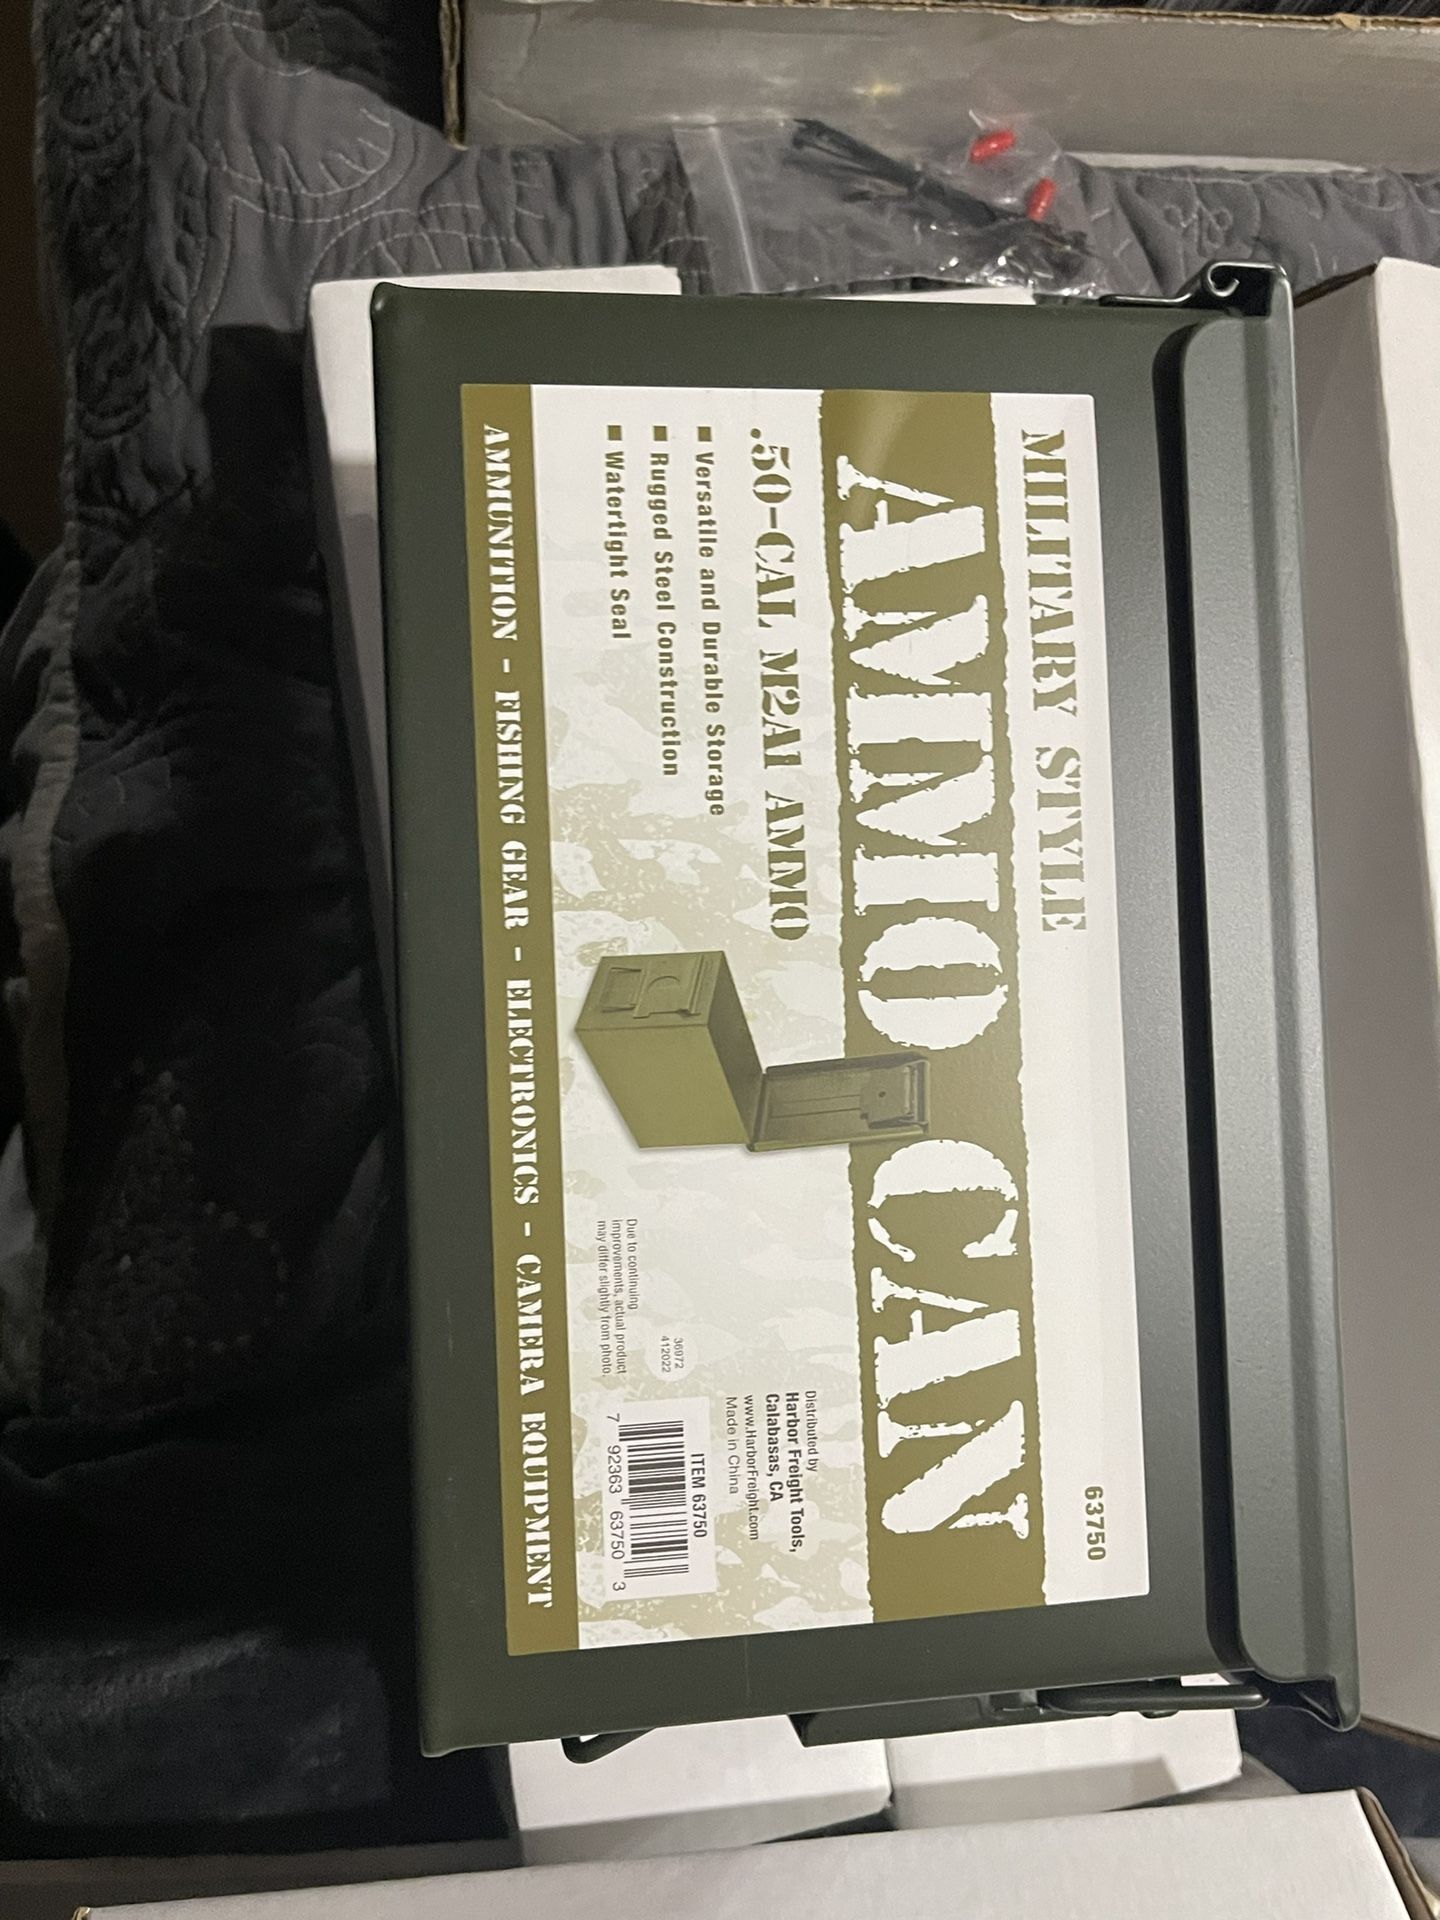 MILITARY STYLE
63750
AMMO CAN
.50-CAL M2A1 AMMO
■ Versatile and Durable Storage
■ Rugged Steel Construction
■ Watertight Seal
Distributed by
Harbor Freight Tools,
Calabasas, CA
www.HarborFreight.com
Made in China
36972
412022
Due to continuing
improvements, actual product
may differ slightly from photo.
ITEM 63750
7 92363 63750 3
AMMUNITION - FISHING GEAR - ELECTRONICS - CAMERA EQUIPMENT